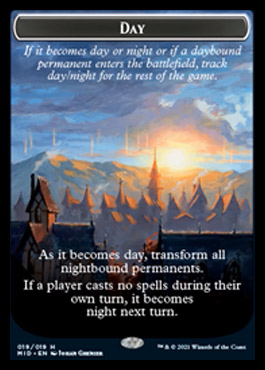 DAY
If it becomes day or night or if a daybound
permanent enters the battlefield, track
day/night for the rest of the game.
As it becomes day, transform all
nightbound permanents.
If a player casts no spells during their
own turn, it becomes
night next turn.
019/019 H
MID • EN JONAS GRENIER
™ & © 2021 Wizards of the Coast